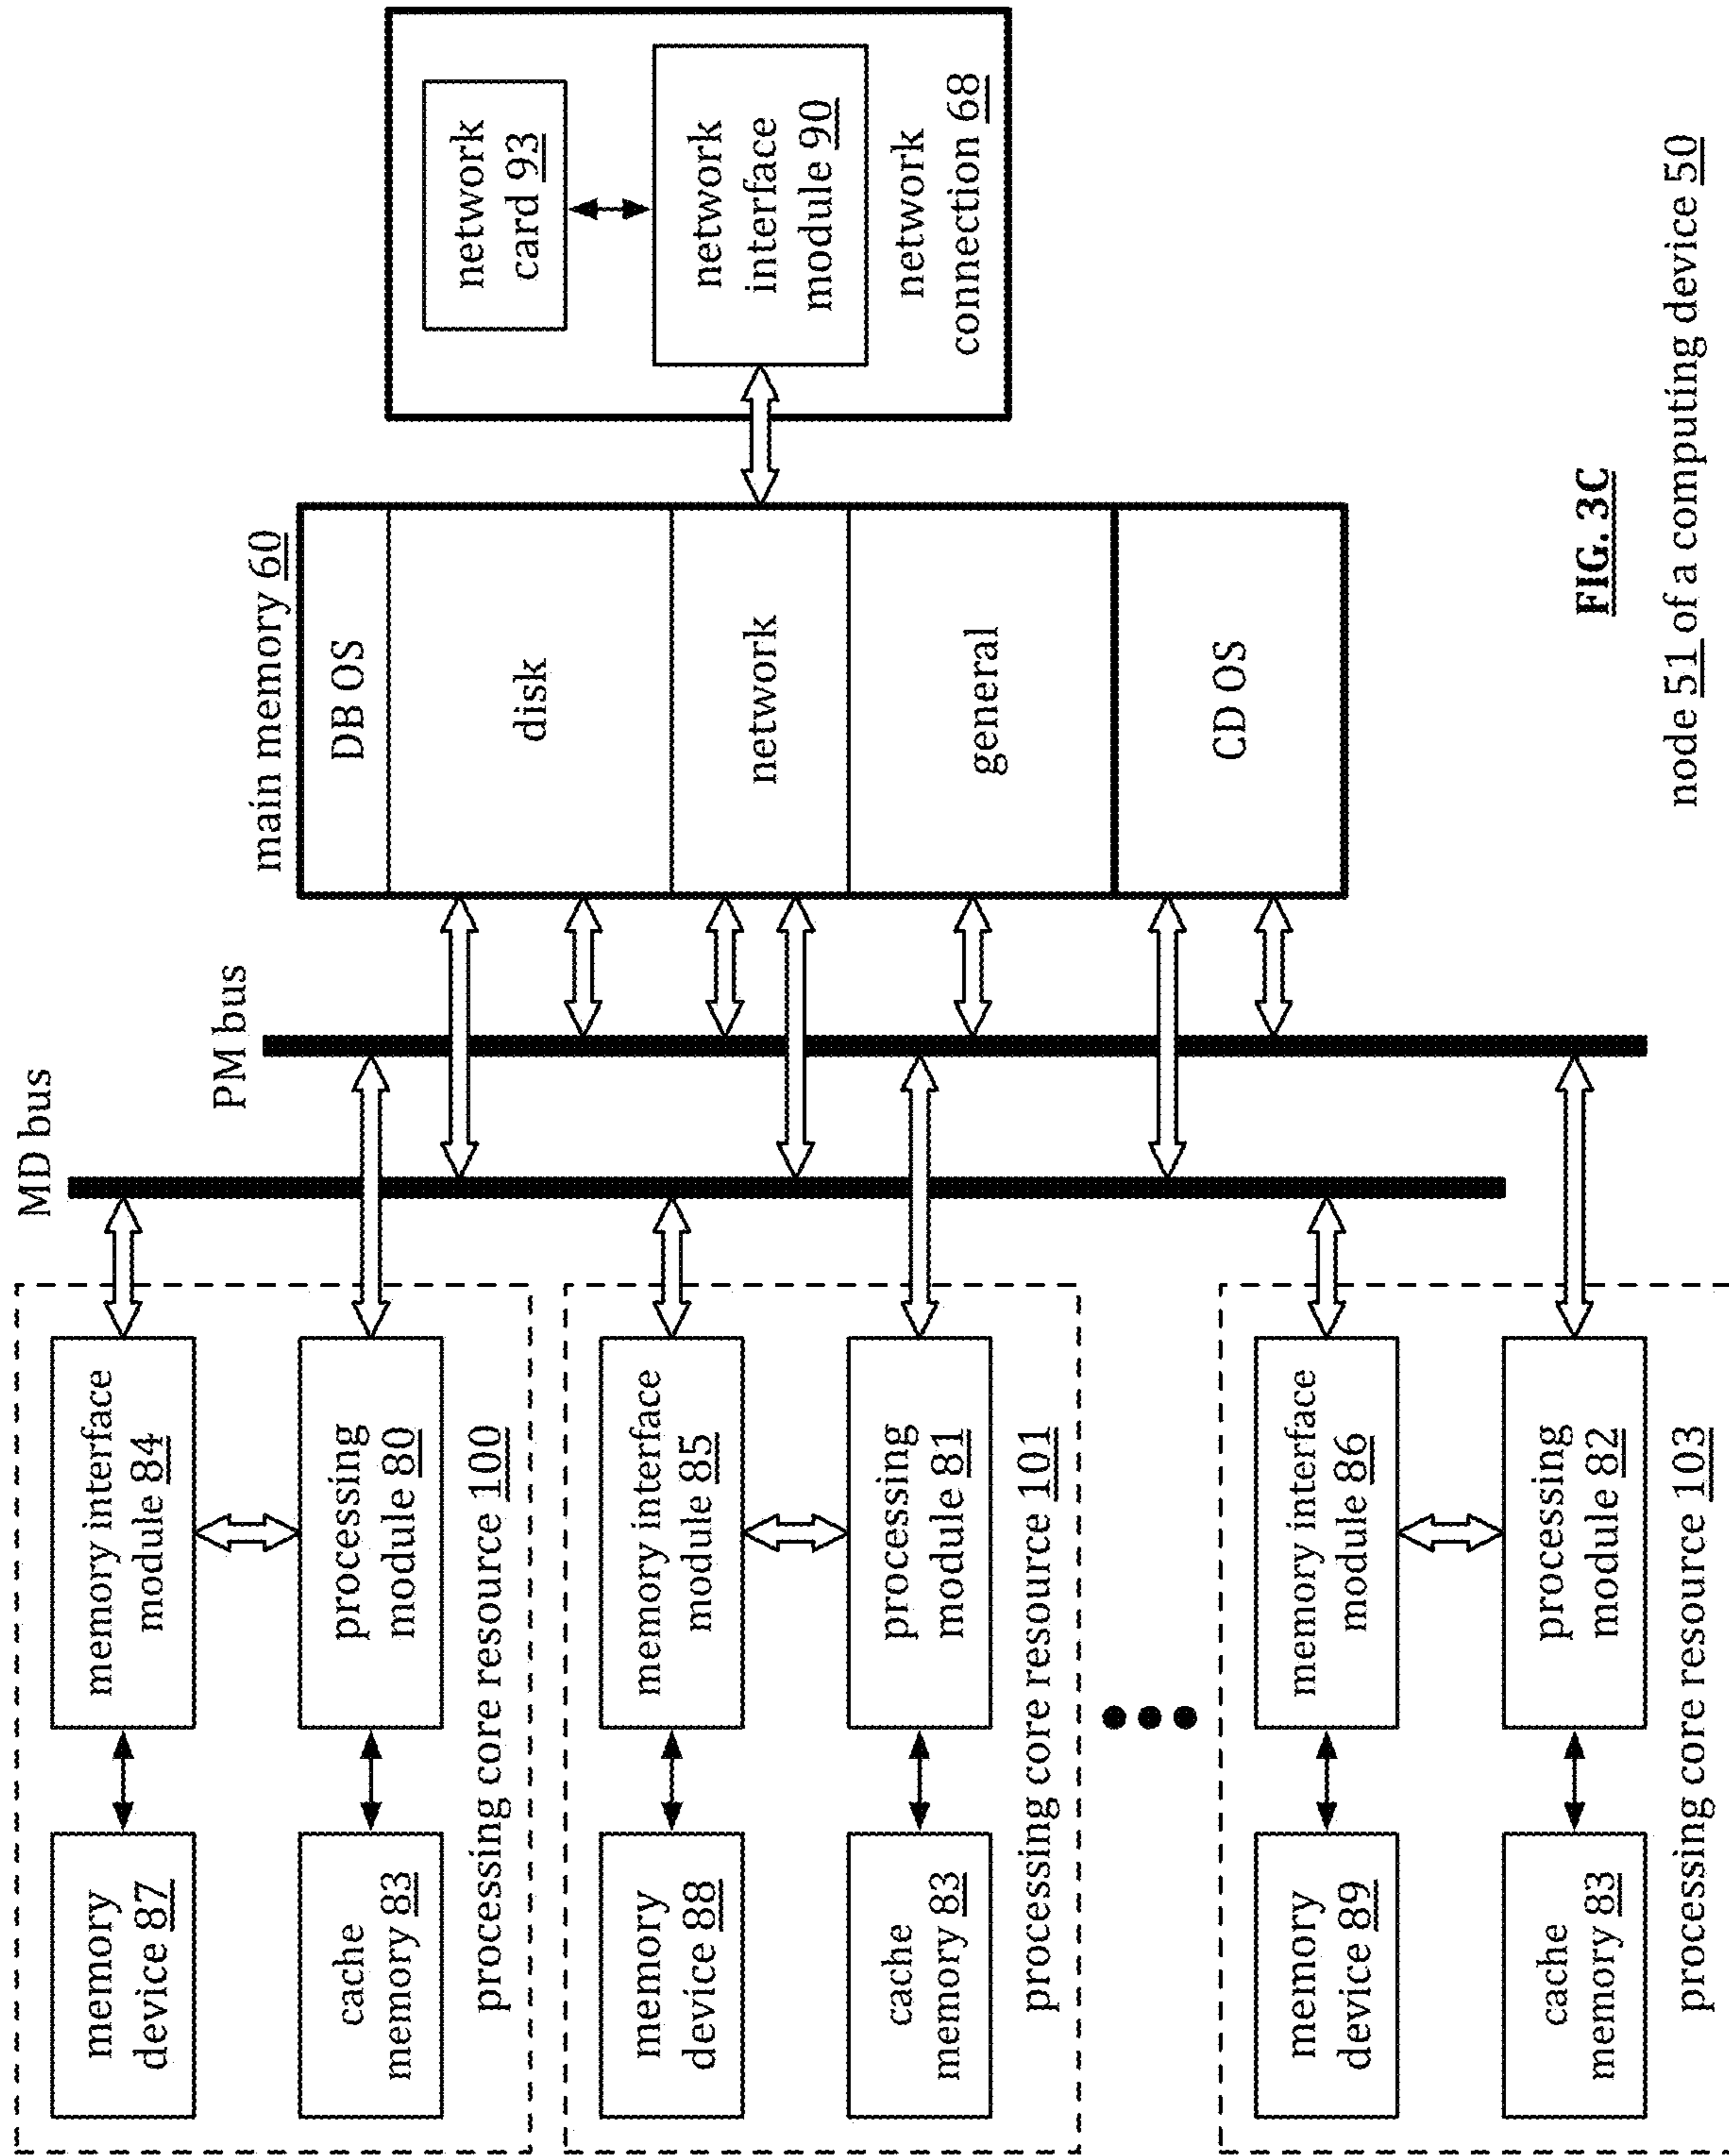 MD bus
PM bus
main memory 60
memory
device 87
memory interface
module 84
cache
memory 83
processing
module 80
processing core resource 100
memory
device 88
memory interface
module 85
cache
memory 83
processing
module 81
processing core resource 101
memory
device 89
memory interface
module 86
cache
memory 83
processing
module 82
processing core resource 103
DB OS
disk
network
general
CD OS
network
card 93
network
interface
module 90
network
connection 68
FIG. 3C
node 51 of a computing device 50